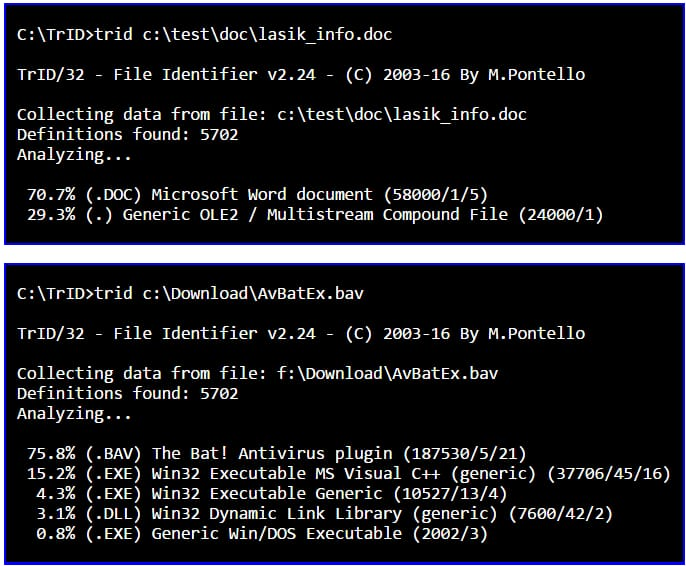 C:\TrID>trid c:\test\doc\lasik_info.doc
TrID/32 - File Identifier v2.24 - (C) 2003-16 By M.Pontello
Collecting data from file: c:\test\doc\lasik_info.doc
Definitions found: 5702
Analyzing...
70.7% (.DOC) Microsoft Word document (58000/1/5)
29.3% (.) Generic OLE2 / Multistream Compound File (24000/1)
C:\TrID>trid c:\Download\AvBatEx.bav
TrID/32 - File Identifier v2.24 - (C) 2003-16 By M.Pontello
Collecting data from file: f:\Download\AvBatEx.bav
Definitions found: 5702
Analyzing...
75.8% (.BAV) The Bat! Antivirus plugin (187530/5/21)
15.2% (.EXE) Win32 Executable MS Visual C++ (generic) (37706/45/16)
4.3% (.EXE) Win32 Executable Generic (10527/13/4)
3.1% (.DLL) Win32 Dynamic Link Library (generic) (7600/42/2)
0.8% (.EXE) Generic Win/DOS Executable (2002/3)